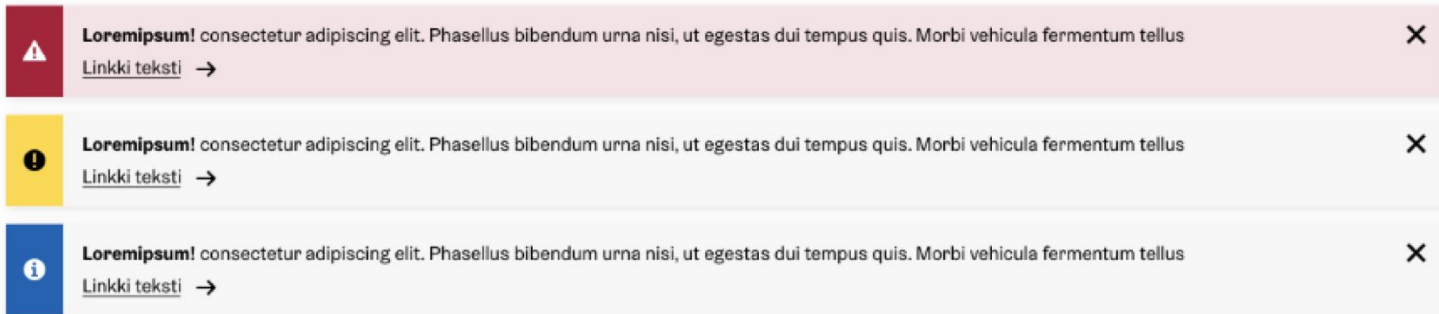 Loremipsum! consectetur adipiscing elit. Phasellus bibendum urna nisi, ut egestas dui tempus quis. Morbi vehicula fermentum tellus
Linkki teksti →
Loremipsum! consectetur adipiscing elit. Phasellus bibendum urna nisi, ut egestas dui tempus quis. Morbi vehicula fermentum tellus
Linkki teksti →
Loremipsum! consectetur adipiscing elit. Phasellus bibendum urna nisi, ut egestas dui tempus quis. Morbi vehicula fermentum tellus
Linkki teksti →